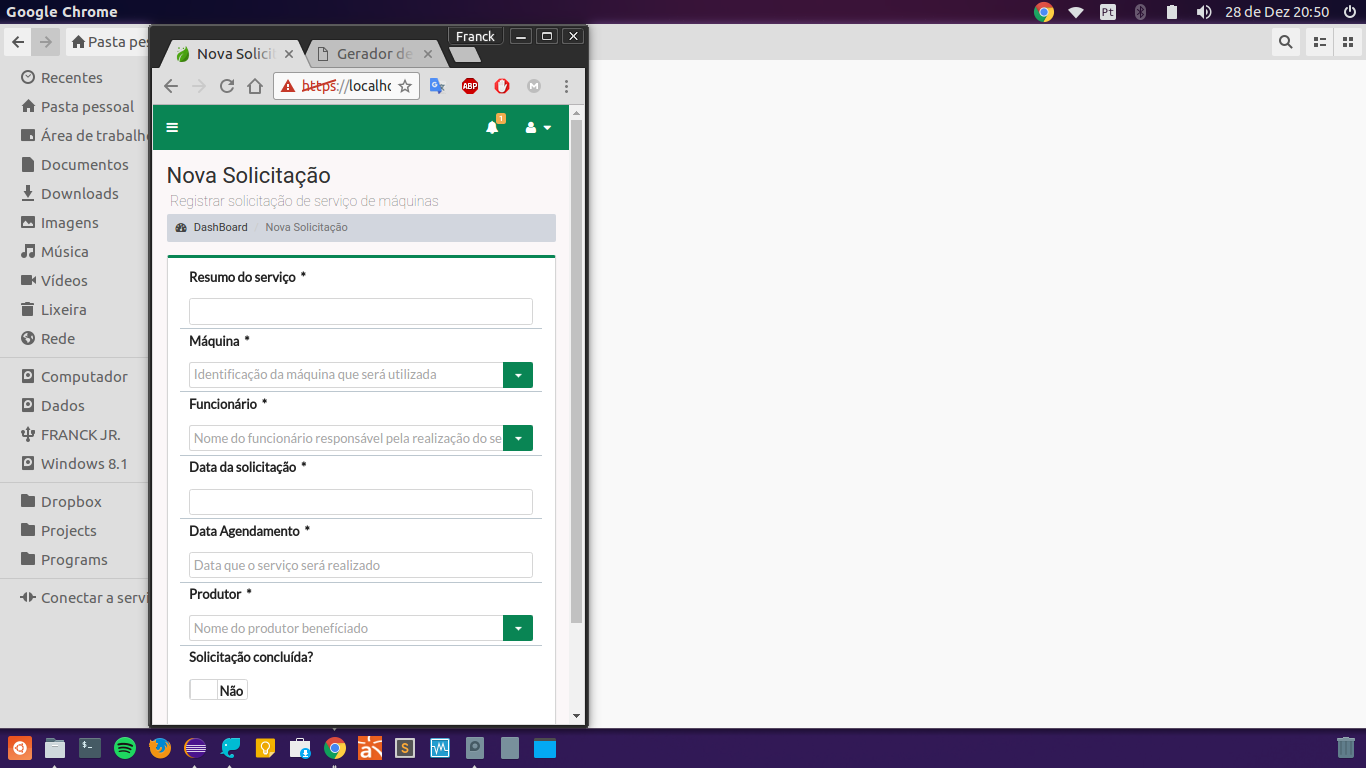 Google Chrome
Pt
28 de Dez 20:50
Pasta pes
Recentes
Pasta pessoal
Área de trabalh
Documentos
Downloads
Imagens
Música
Vídeos
Lixeira
Rede
Computador
Dados
FRANCK JR.
Windows 8.1
Dropbox
Projects
Programs
Conectar a servi
Franck
Nova Solicit
Gerador de
https://localho
ABP
M
1
Nova Solicitação
Registrar solicitação de serviço de máquinas
DashBoard / Nova Solicitação
Resumo do serviço *
Máquina *
Identificação da máquina que será utilizada
Funcionário *
Nome do funcionário responsável pela realização do se
Data da solicitação *
Data Agendamento *
Data que o serviço será realizado
Produtor *
Nome do produtor benefíciado
Solicitação concluída?
Não